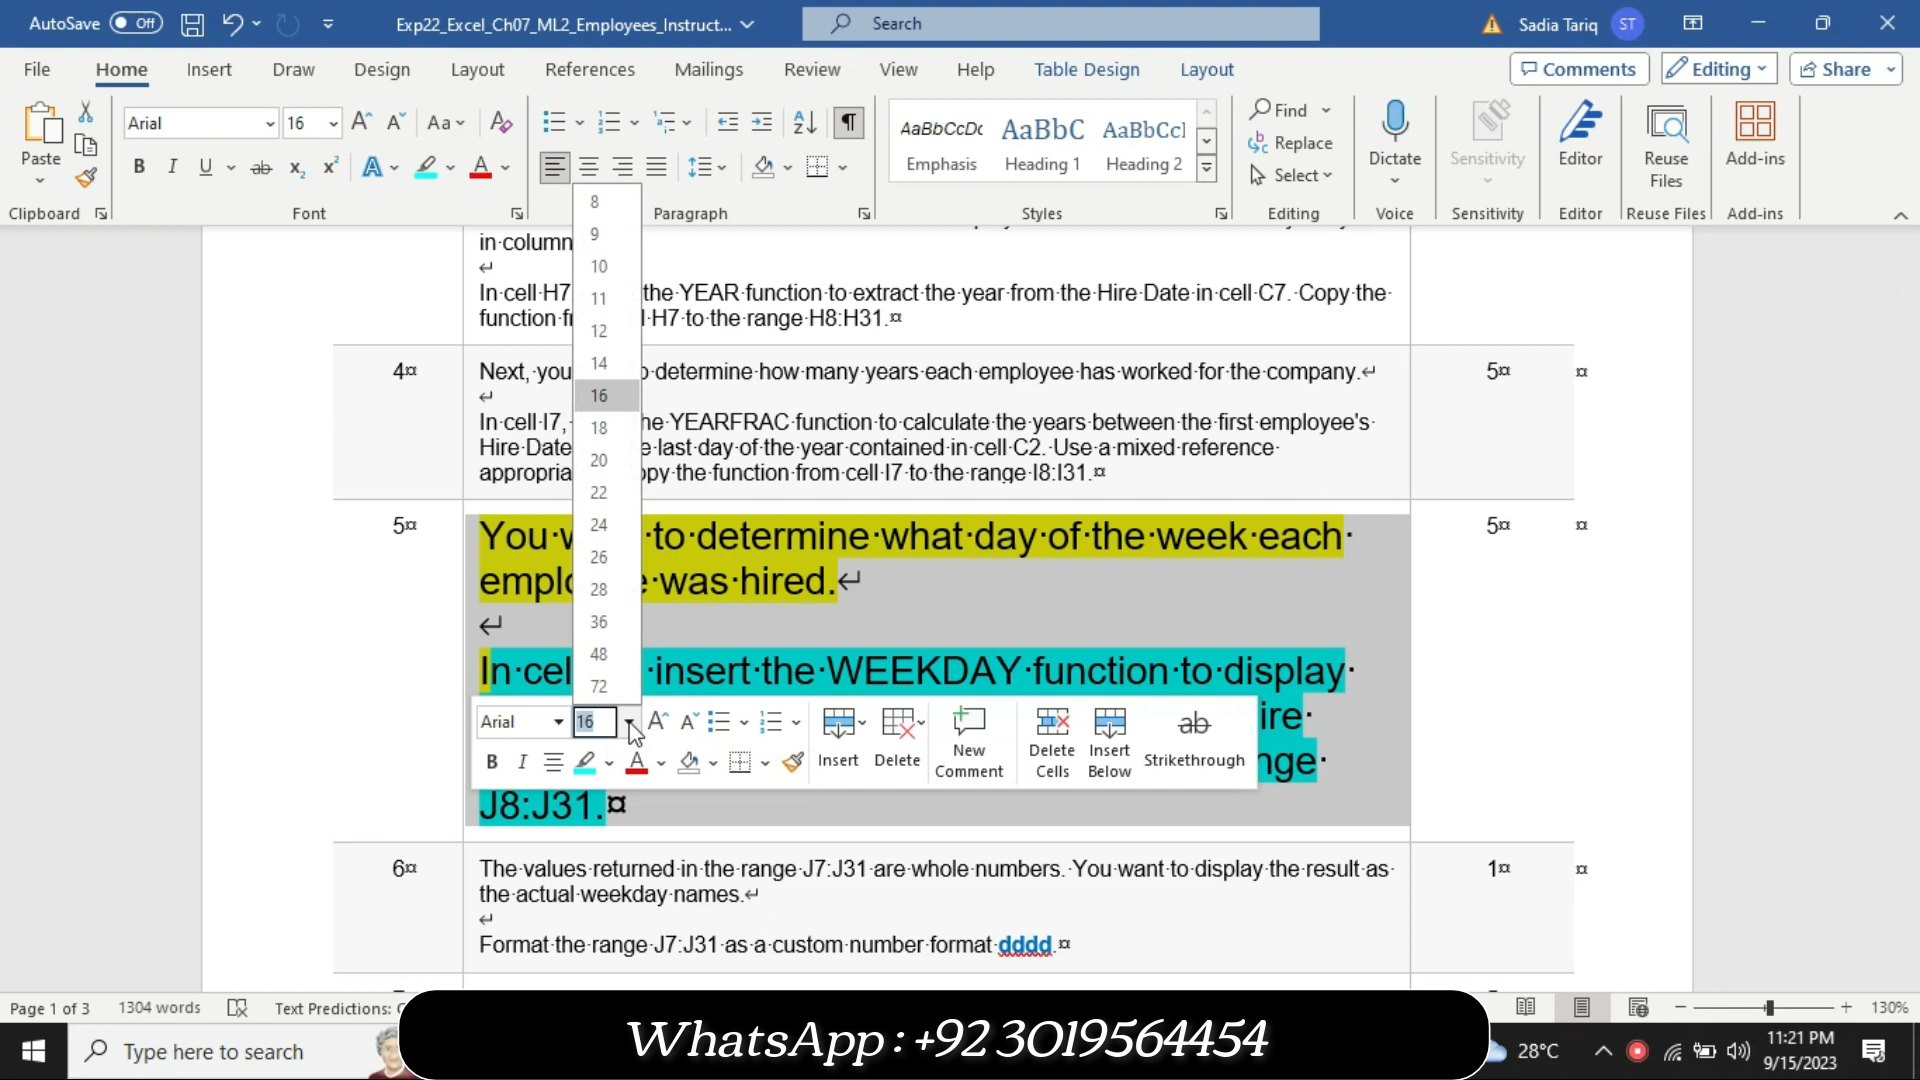 AutoSave Off
Exp22_Excel_Ch07_ML2_Employees_Instruct...
Search
Sadia Tariq ST
File Home Insert Draw Design Layout References Mailings Review View Help Table Design Layout
Comments Editing Share
Paste
Clipboard
Arial 16
Font
Paragraph
AaBbCcDc AaBbC AaBbCcI
Emphasis Heading 1 Heading 2
Styles
Find
Replace
Select
Editing
Dictate
Voice
Sensitivity
Sensitivity
Editor
Editor
Reuse Files
Reuse Files
Add-ins
Add-ins
8
9
10
11
12
14
16
18
20
22
24
26
28
36
48
72
in·column
In·cell·H7 the·YEAR·function·to·extract·the·year·from·the·Hire·Date·in·cell·C7.·Copy·the·
function· H7·to·the·range·H8:H31.¤
4¤
Next,·you ·determine·how·many·years·each·employee·has·worked·for·the·company.↵
↵
In·cell·I7,· the·YEARFRAC·function·to·calculate·the·years·between·the·first·employee's·
Hire·Date last·day·of·the·year·contained·in·cell·C2.·Use·a·mixed·reference·
the·function·from·cell·I7·to·the·range·I8:I31.¤
5¤ ¤
5¤
You· ·to·determine·what·day·of·the·week·each·
·was·hired.↵
↵
In· ·insert·the·WEEKDAY·function·to·display·
J8:J31.¤
5¤ ¤
Arial 16
Insert
Delete
New Comment
Delete Cells
Insert Below
Strikethrough
6¤
The·values·returned·in·the·range·J7:J31·are·whole·numbers.·You·want·to·display·the·result·as·
the·actual·weekday·names.↵
↵
Format·the·range·J7:J31·as·a·custom·number·format·dddd.¤
1¤ ¤
Page 1 of 3 1304 words Text Predictions:
130%
Type here to search
WhatsApp : +92 3019564454
28°C
11:21 PM
9/15/2023